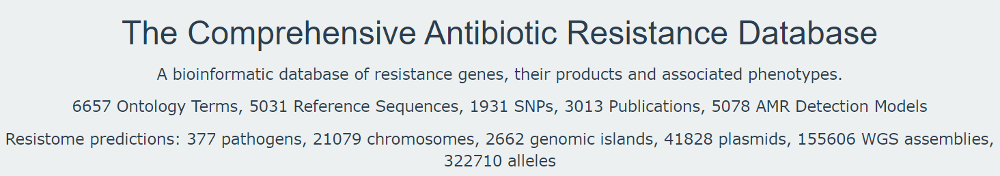 The Comprehensive Antibiotic Resistance Database
A bioinformatic database of resistance genes, their products and associated phenotypes.
6657 Ontology Terms, 5031 Reference Sequences, 1931 SNPs, 3013 Publications, 5078 AMR Detection Models
Resistome predictions: 377 pathogens, 21079 chromosomes, 2662 genomic islands, 41828 plasmids, 155606 WGS assemblies,
322710 alleles